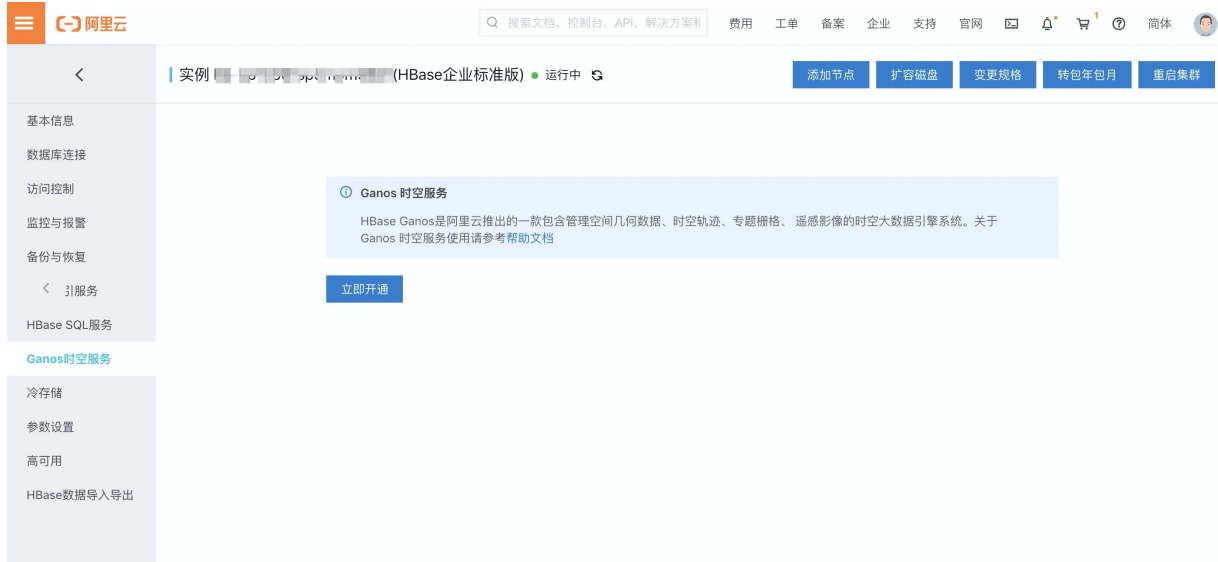 阿里云
搜索文档、控制台、API、解决方案和
费用 工单 备案 企业 支持 官网 1 简体
实例 (HBase企业标准版) 运行中
添加节点 扩容磁盘 变更规格 转包年包月 重启集群
基本信息
数据库连接
访问控制
监控与报警
备份与恢复
引服务
HBase SQL服务
Ganos时空服务
冷存储
参数设置
高可用
HBase数据导入导出
Ganos 时空服务
HBase Ganos是阿里云推出的一款包含管理空间几何数据、时空轨迹、专题栅格、 遥感影像的时空大数据引擎系统。关于
Ganos 时空服务使用请参考帮助文档
立即开通